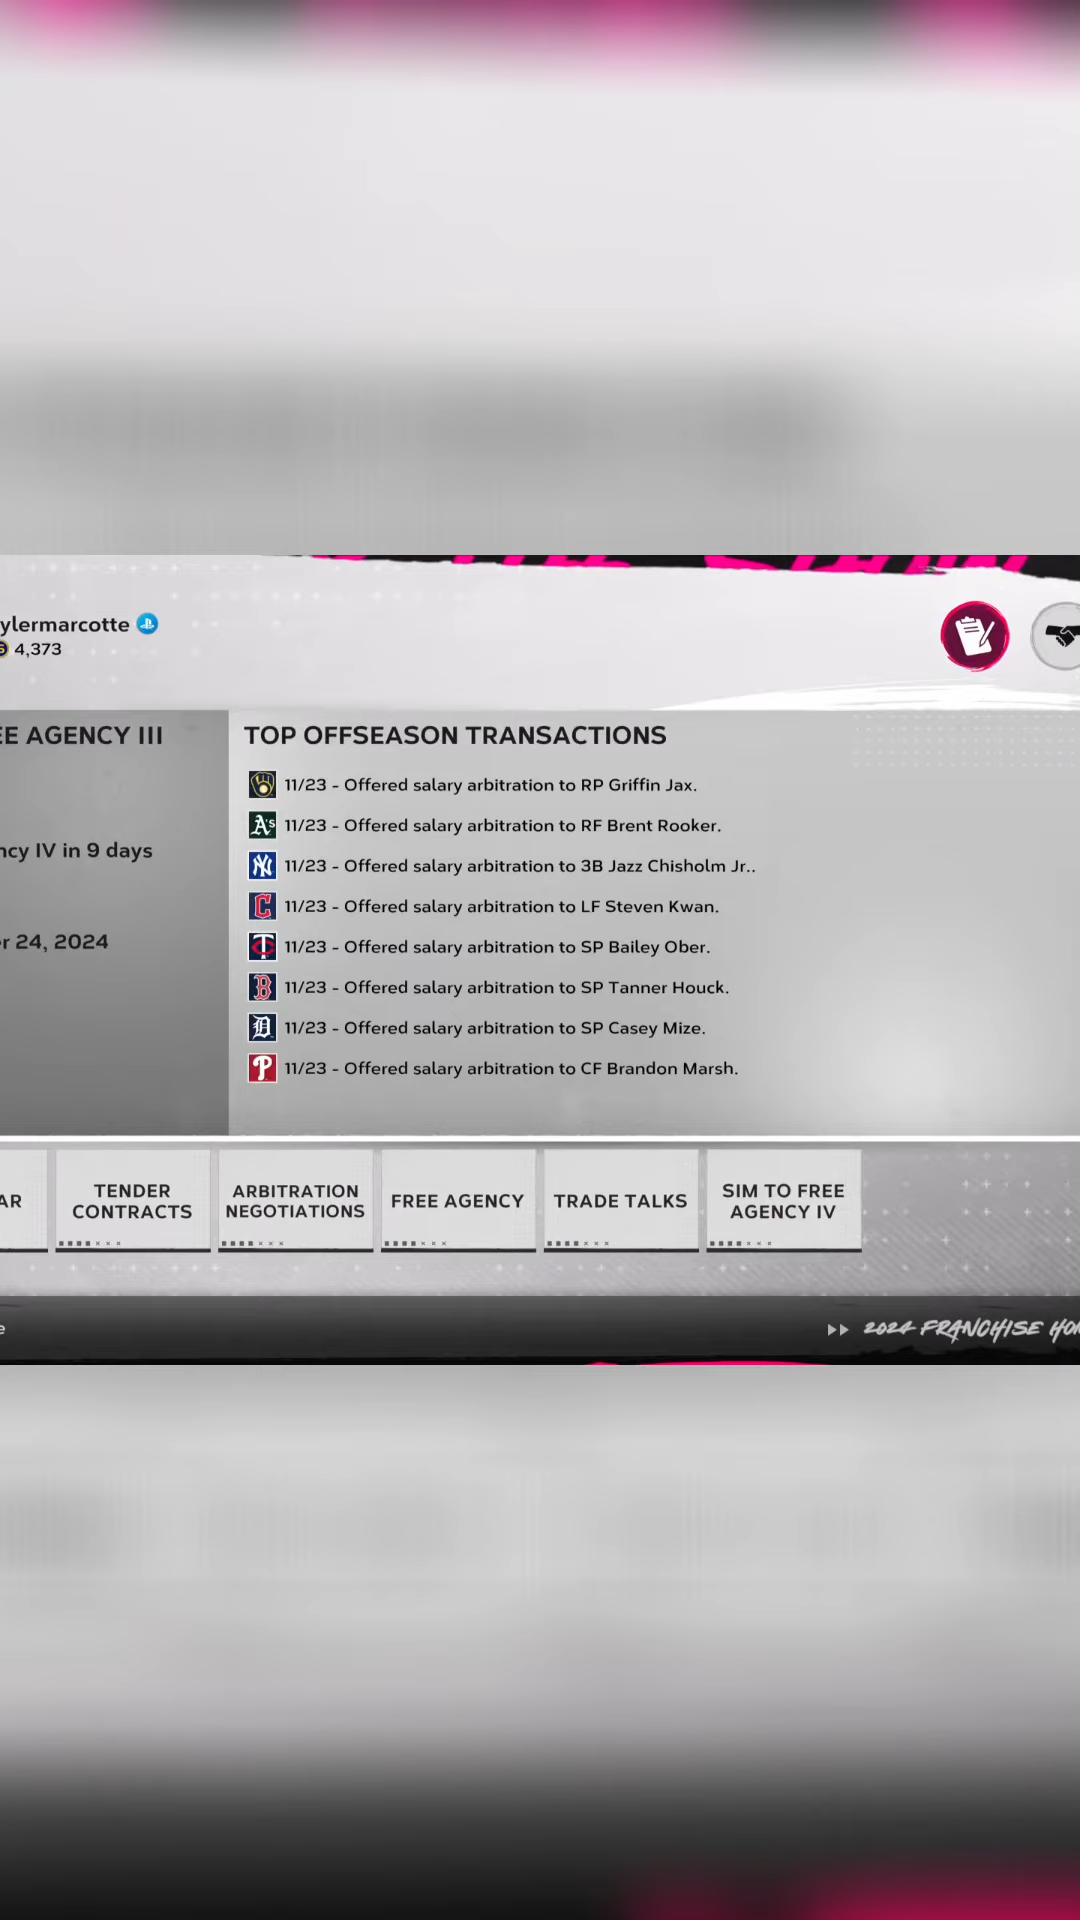 ylermarcotte
4,373
EE AGENCY III
ncy IV in 9 days
r 24, 2024
TOP OFFSEASON TRANSACTIONS
11/23 - Offered salary arbitration to RP Griffin Jax.
A's 11/23 - Offered salary arbitration to RF Brent Rooker.
NY 11/23 - Offered salary arbitration to 3B Jazz Chisholm Jr..
C 11/23 - Offered salary arbitration to LF Steven Kwan.
TC 11/23 - Offered salary arbitration to SP Bailey Ober.
B 11/23 - Offered salary arbitration to SP Tanner Houck.
D 11/23 - Offered salary arbitration to SP Casey Mize.
P 11/23 - Offered salary arbitration to CF Brandon Marsh.
AR
TENDER
CONTRACTS
ARBITRATION
NEGOTIATIONS
FREE AGENCY
TRADE TALKS
SIM TO FREE
AGENCY IV
e
2024 FRANCHISE HOM